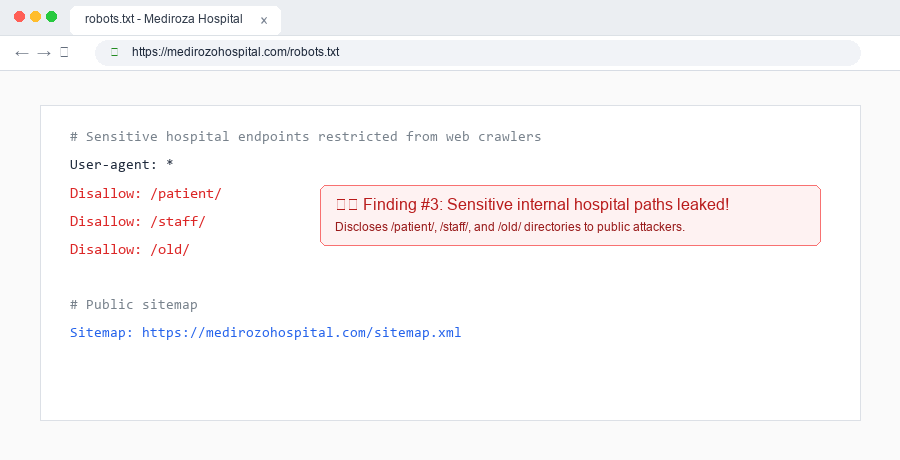 robots.txt - Mediroza Hospital x
← → □ □ https://medirozohospital.com/robots.txt
# Sensitive hospital endpoints restricted from web crawlers
User-agent: *
Disallow: /patient/
Disallow: /staff/
Disallow: /old/
□□ Finding #3: Sensitive internal hospital paths leaked!
Discloses /patient/, /staff/, and /old/ directories to public attackers.
# Public sitemap
Sitemap: https://medirozohospital.com/sitemap.xml